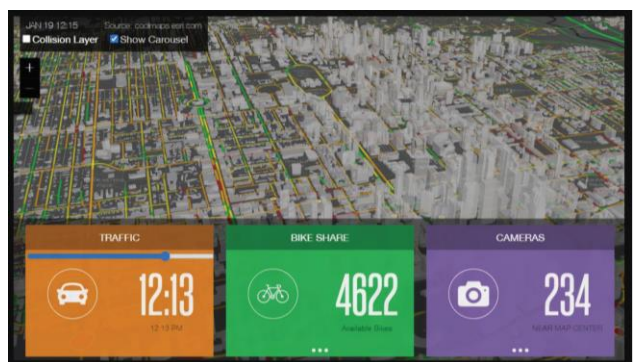 JAN 19 12:15 Source: codmaps.esri.com
Collision Layer Show Carousel
+
-
TRAFFIC
12:13
12:13 PM
BIKE SHARE
4622
Available Bikes
CAMERAS
234
NEAR MAP CENTER